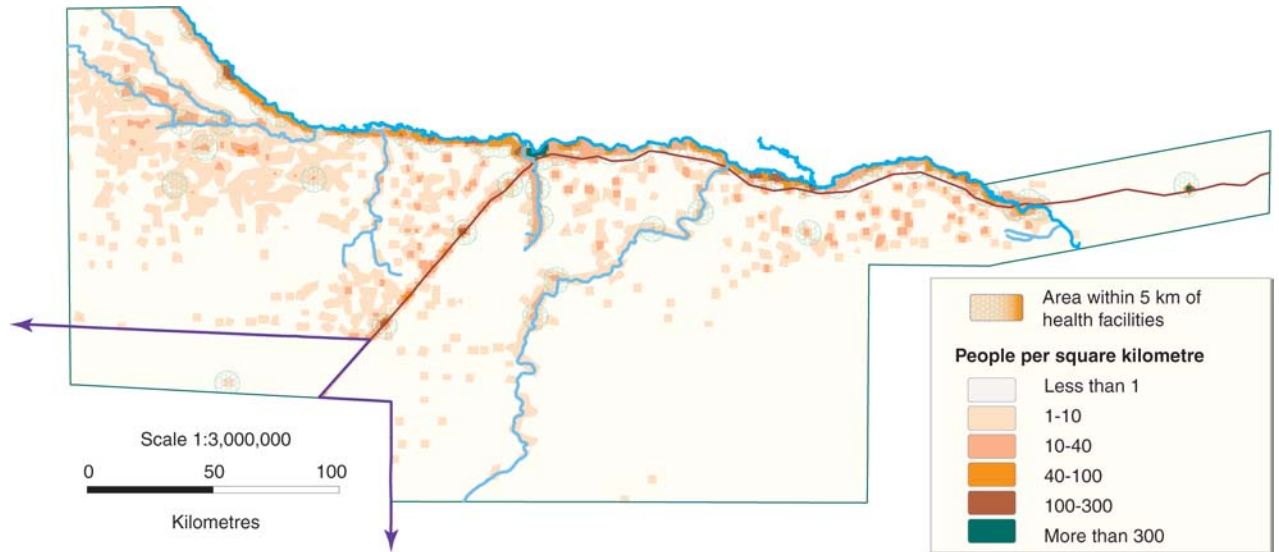 Scale 1:3,000,000
0 50 100
Kilometres
Area within 5 km of
health facilities
People per square kilometre
Less than 1
1-10
10-40
40-100
100-300
More than 300